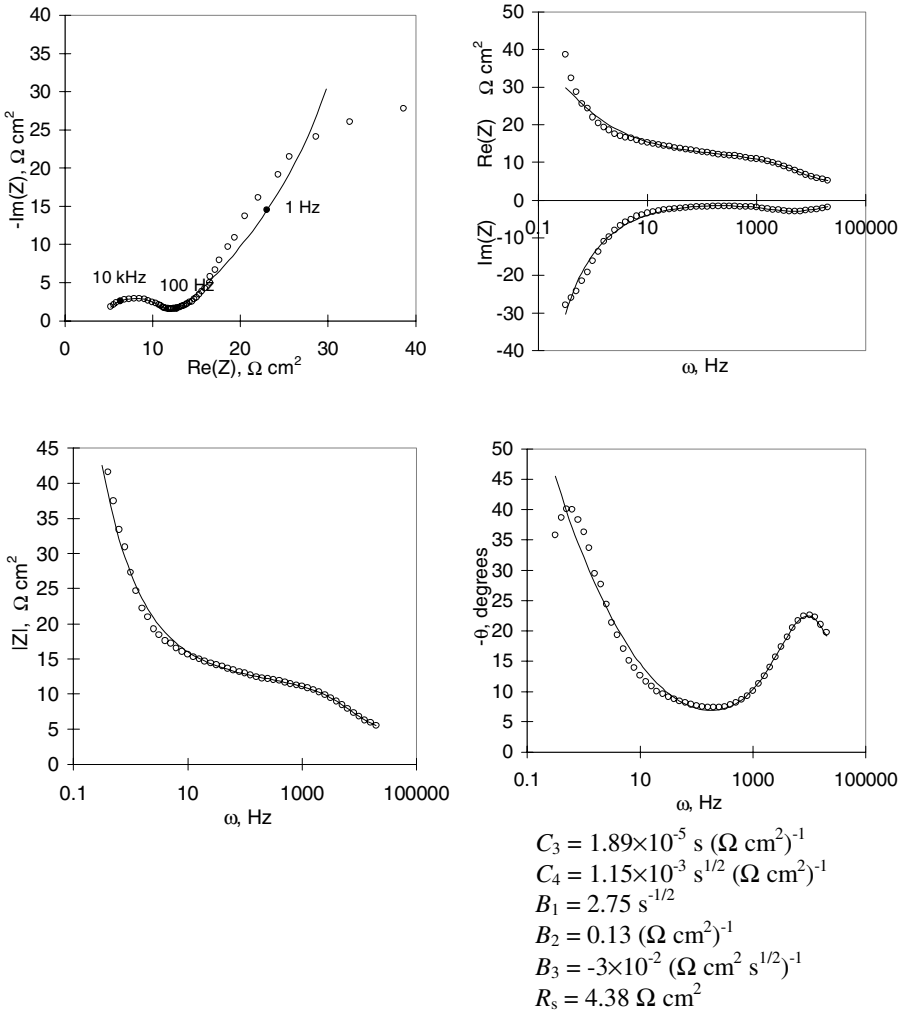 40
35
30
25
20
15
10
5
0
-Im(Z), Ω cm²
10 kHz
100 Hz
1 Hz
0 10 20 30 40
Re(Z), Ω cm²
50
40
30
20
10
0
-10
-20
-30
-40
Re(Z) Ω cm²
Im(Z)
0.1 10 1000 100000
ω, Hz
45
40
35
30
25
20
15
10
5
0
|Z|, Ω cm²
0.1 10 1000 100000
ω, Hz
50
45
40
35
30
25
20
15
10
5
0
-θ, degrees
0.1 10 1000 100000
ω, Hz
C₃ = 1.89×10⁻⁵ s (Ω cm²)⁻¹
C₄ = 1.15×10⁻³ s^{1/2} (Ω cm²)⁻¹
B₁ = 2.75 s^{-1/2}
B₂ = 0.13 (Ω cm²)⁻¹
B₃ = -3×10⁻² (Ω cm² s^{1/2})⁻¹
Rₛ = 4.38 Ω cm²